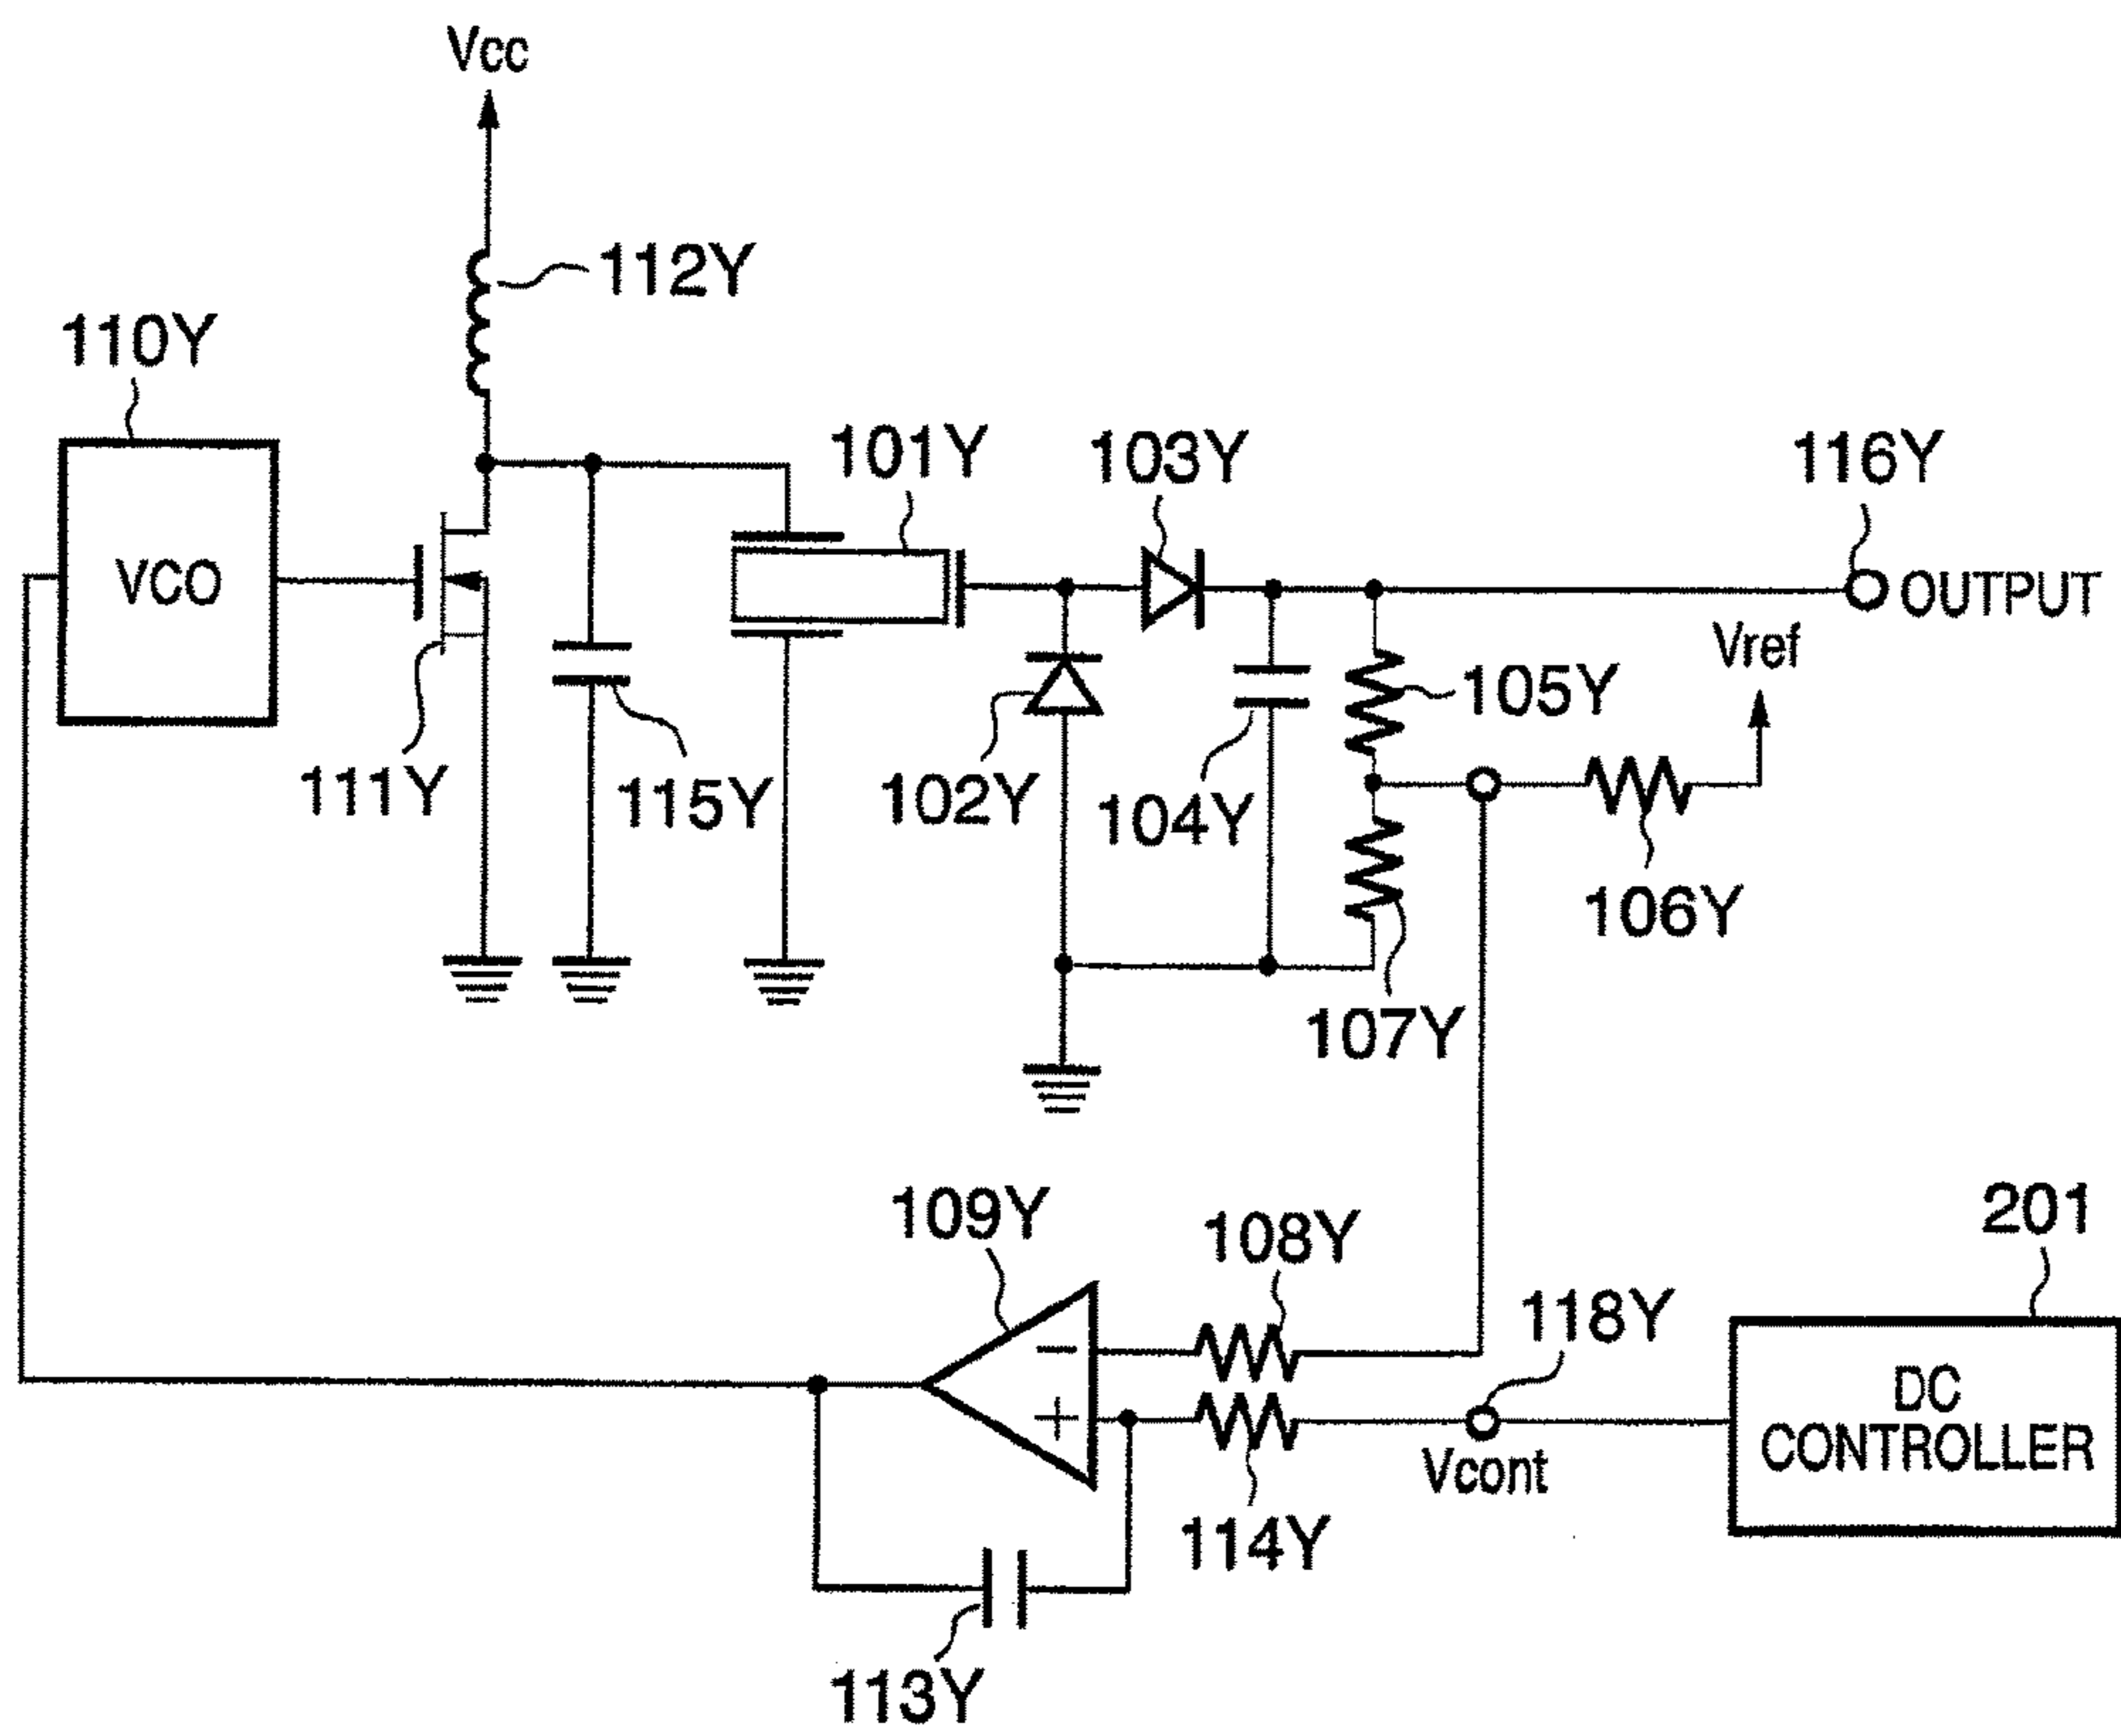 Vcc
112Y
110Y
101Y
103Y
116Y
VCO
OUTPUT
Vref
105Y
111Y
115Y
102Y
104Y
106Y
107Y
109Y
108Y
201
118Y
−
+
DC
CONTROLLER
Vcont
114Y
113Y